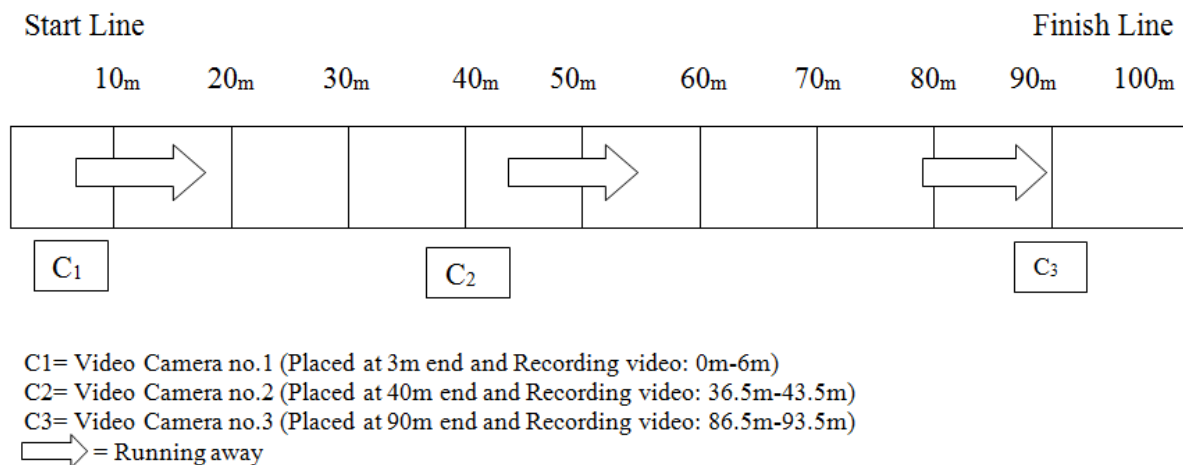 Start Line Finish Line
10m 20m 30m 40m 50m 60m 70m 80m 90m 100m
C1 C2 C3
C1= Video Camera no.1 (Placed at 3m end and Recording video: 0m-6m)
C2= Video Camera no.2 (Placed at 40m end and Recording video: 36.5m-43.5m)
C3= Video Camera no.3 (Placed at 90m end and Recording video: 86.5m-93.5m)
= Running away